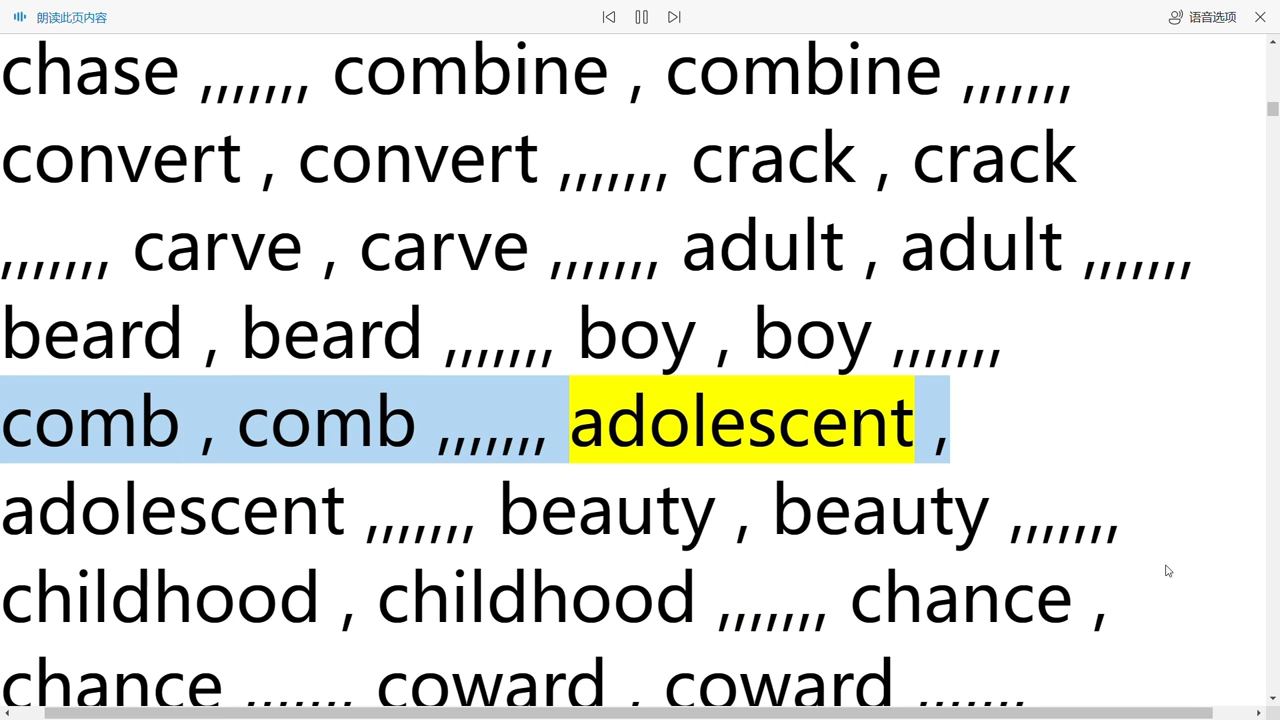 朗读此页内容
语音选项
chase ,,,,,,, combine , combine ,,,,,,,
convert , convert ,,,,,,, crack , crack
,,,,,,, carve , carve ,,,,,,, adult , adult ,,,,,,,
beard , beard ,,,,,,, boy , boy ,,,,,,,
comb , comb ,,,,,,, adolescent ,
adolescent ,,,,,,, beauty , beauty ,,,,,,,
childhood , childhood ,,,,,,, chance ,
chance ,,,,,,, coward , coward ,,,,,,,